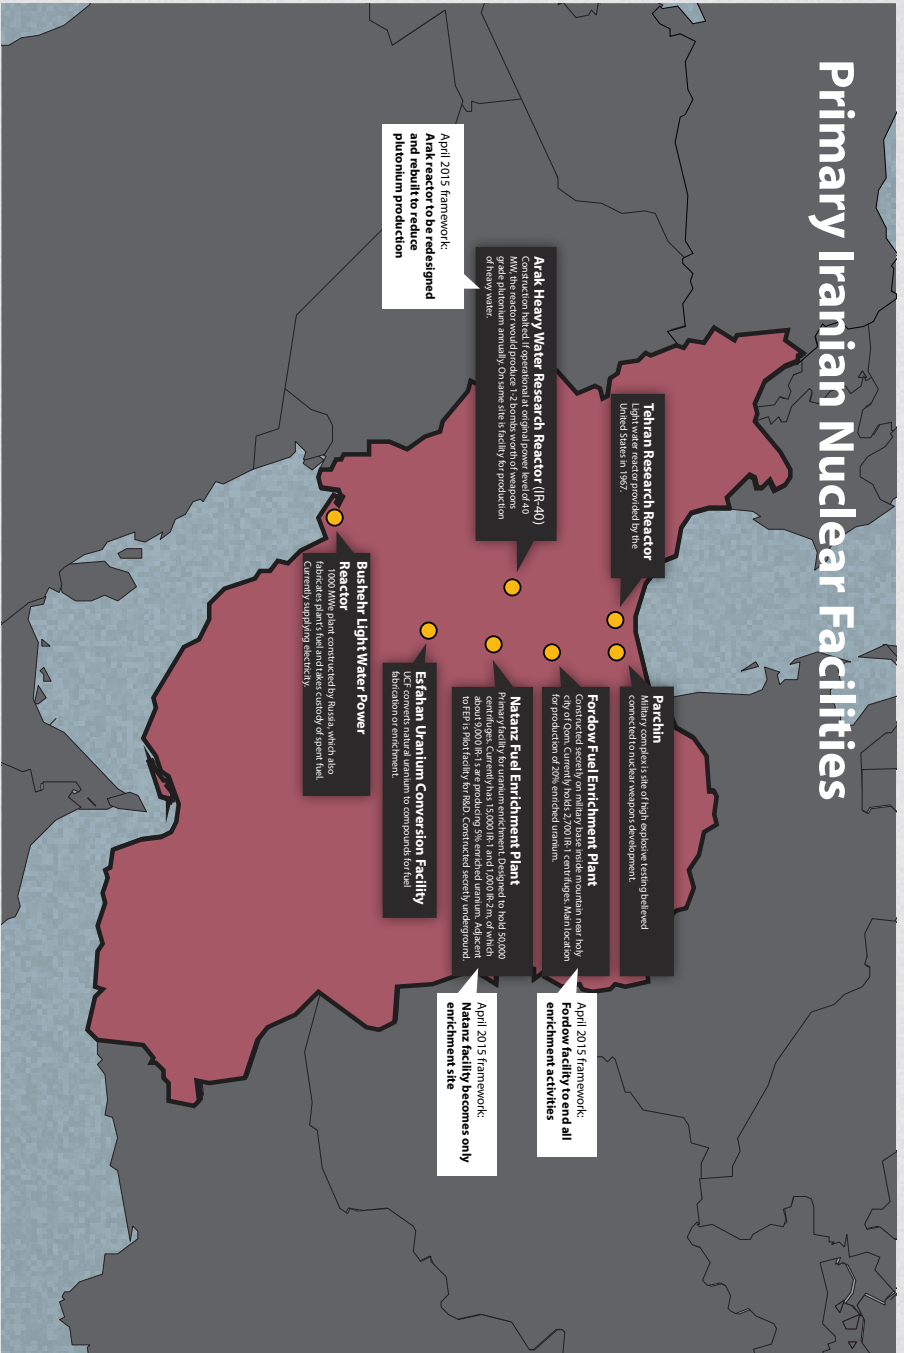 Primary Iranian Nuclear Facilities
Tehran Research Reactor
Light water reactor provided by the
United States in 1967.
Arak Heavy Water Research Reactor (IR-40)
Construction halted. If operational at original power level of 40
MW, the reactor would produce 1-2 bombs worth of weapons
grade plutonium annually. On same site is facility for production
of heavy water.
April 2015 framework:
Arak reactor to be redesigned
and rebuilt to reduce
plutonium production
Parchin
Military complex is site of high explosive testing believed
connected to nuclear weapons development.
Fordow Fuel Enrichment Plant
Constructed secretly on military base inside mountain near holy
city of Qom. Currently holds 2,700 IR-1 centrifuges. Main location
for production of 20% enriched uranium.
April 2015 framework:
Fordow facility to end all
enrichment activities
Natanz Fuel Enrichment Plant
Primary facility for uranium enrichment. Designed to hold 50,000
centrifuges. Currently has 15,000 IR-1 and 1,000 IR-2m, of which
about 9,000 IR-1s are producing 5% enriched uranium. Adjacent
to FEP is Pilot facility for R&D. Constructed secretly underground.
April 2015 framework:
Natanz facility becomes only
enrichment site
Esfahan Uranium Conversion Facility
UCF converts natural uranium to compounds for fuel
fabrication or enrichment.
Bushehr Light Water Power
Reactor
1000 MWe plant constructed by Russia, which also
fabricates plant's fuel and takes custody of spent fuel.
Currently supplying electricity.